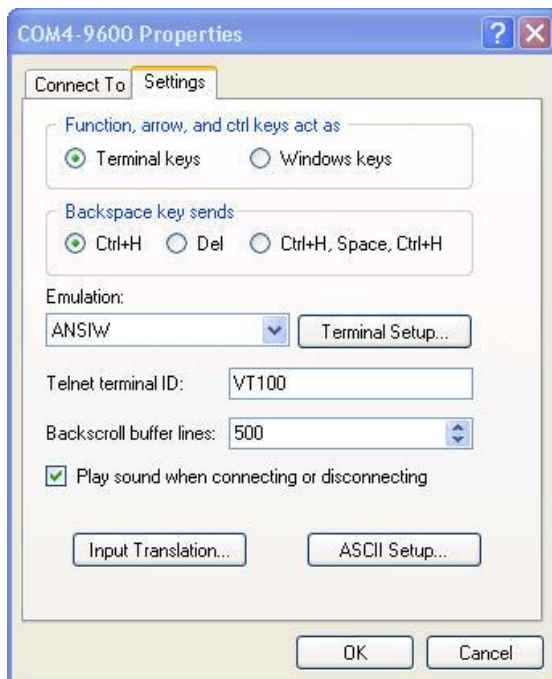 COM4-9600 Properties
Connect To Settings
Function, arrow, and ctrl keys act as
Terminal keys Windows keys
Backspace key sends
Ctrl+H Del Ctrl+H, Space, Ctrl+H
Emulation:
ANSIW Terminal Setup...
Telnet terminal ID: VT100
Backscroll buffer lines: 500
Play sound when connecting or disconnecting
Input Translation... ASCII Setup...
OK Cancel